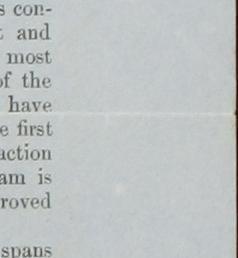 s con-
t and
most
of the
have
e first
action
am is
roved
spans